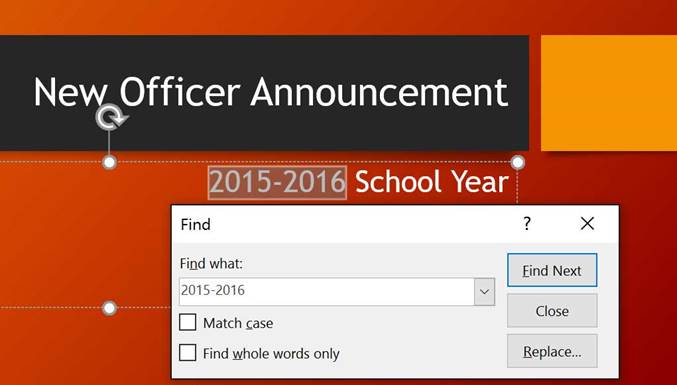 New Officer Announcement
2015-2016 School Year
Find
?
Find what:
2015-2016
Match case
Find whole words only
Find Next
Close
Replace...